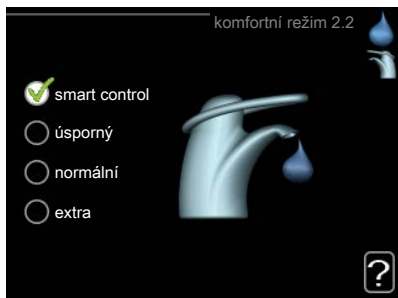 komfortní režim 2.2
smart control
úsporný
normální
extra
?